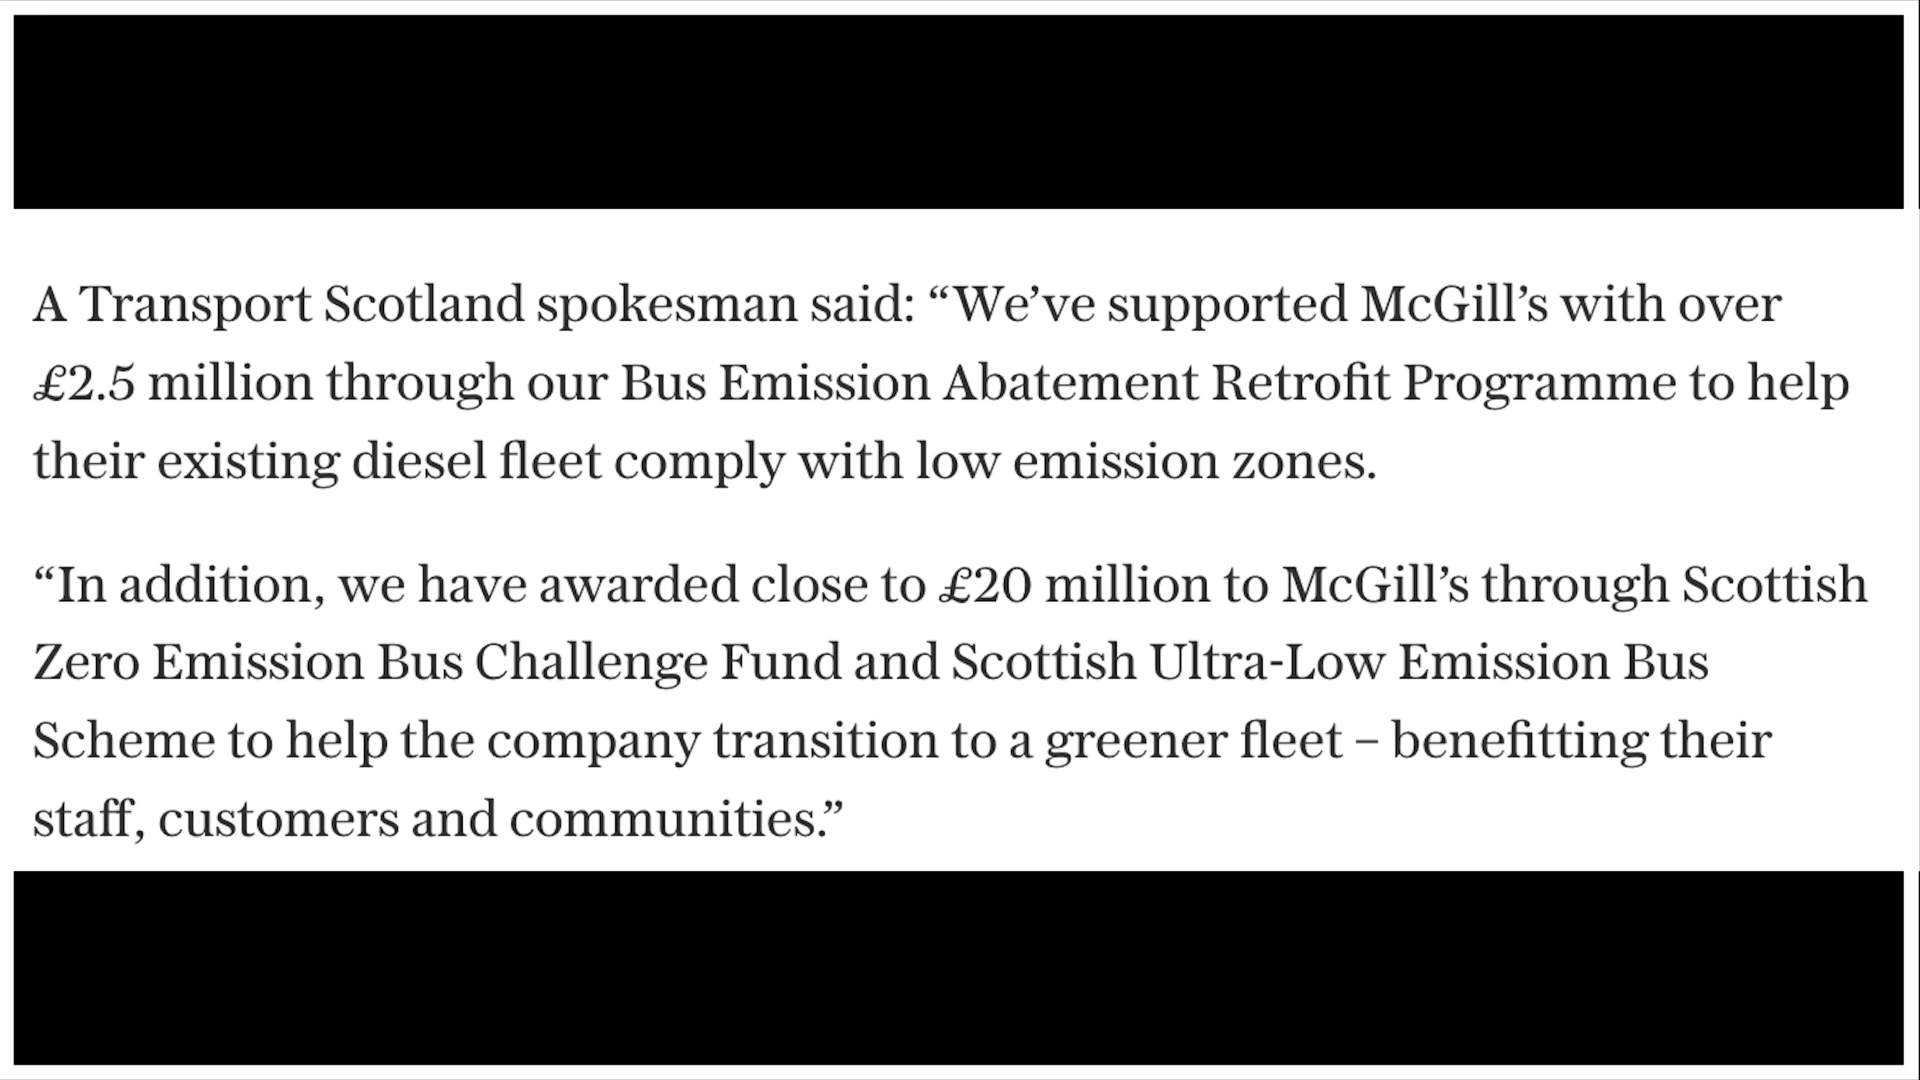 A Transport Scotland spokesman said: “We’ve supported McGill’s with over
£2.5 million through our Bus Emission Abatement Retrofit Programme to help
their existing diesel fleet comply with low emission zones.
“In addition, we have awarded close to £20 million to McGill’s through Scottish
Zero Emission Bus Challenge Fund and Scottish Ultra-Low Emission Bus
Scheme to help the company transition to a greener fleet – benefitting their
staff, customers and communities.”